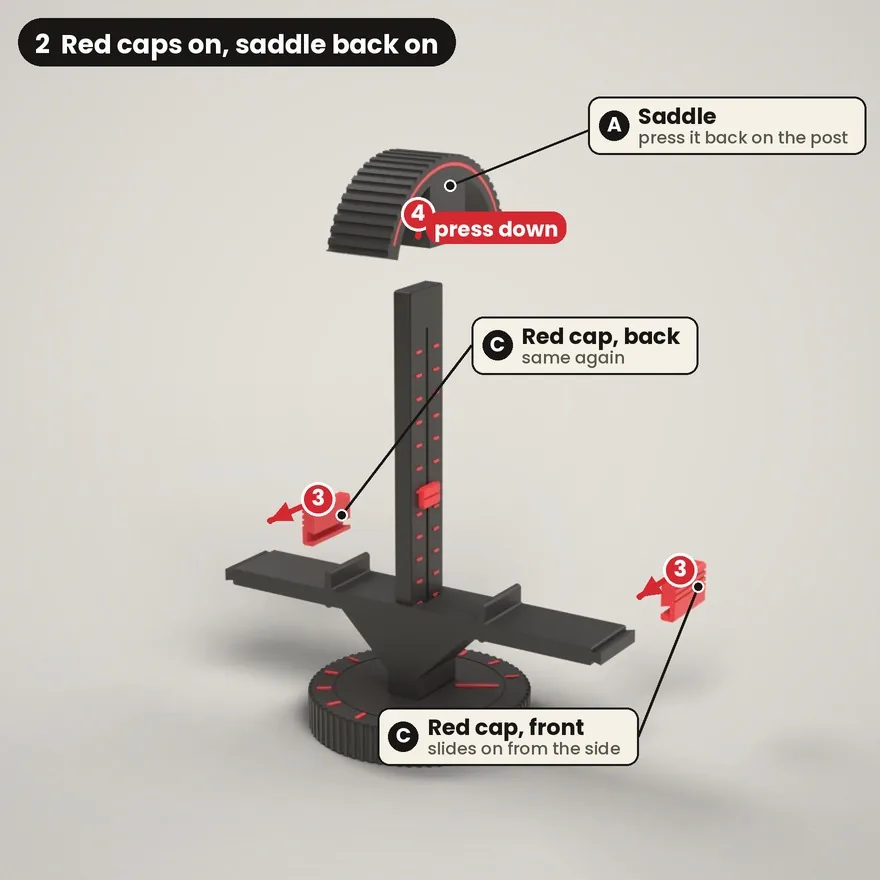 2 Red caps on, saddle back on
A Saddle
press it back on the post
4
press down
C Red cap, back
same again
3
3
C Red cap, front
slides on from the side